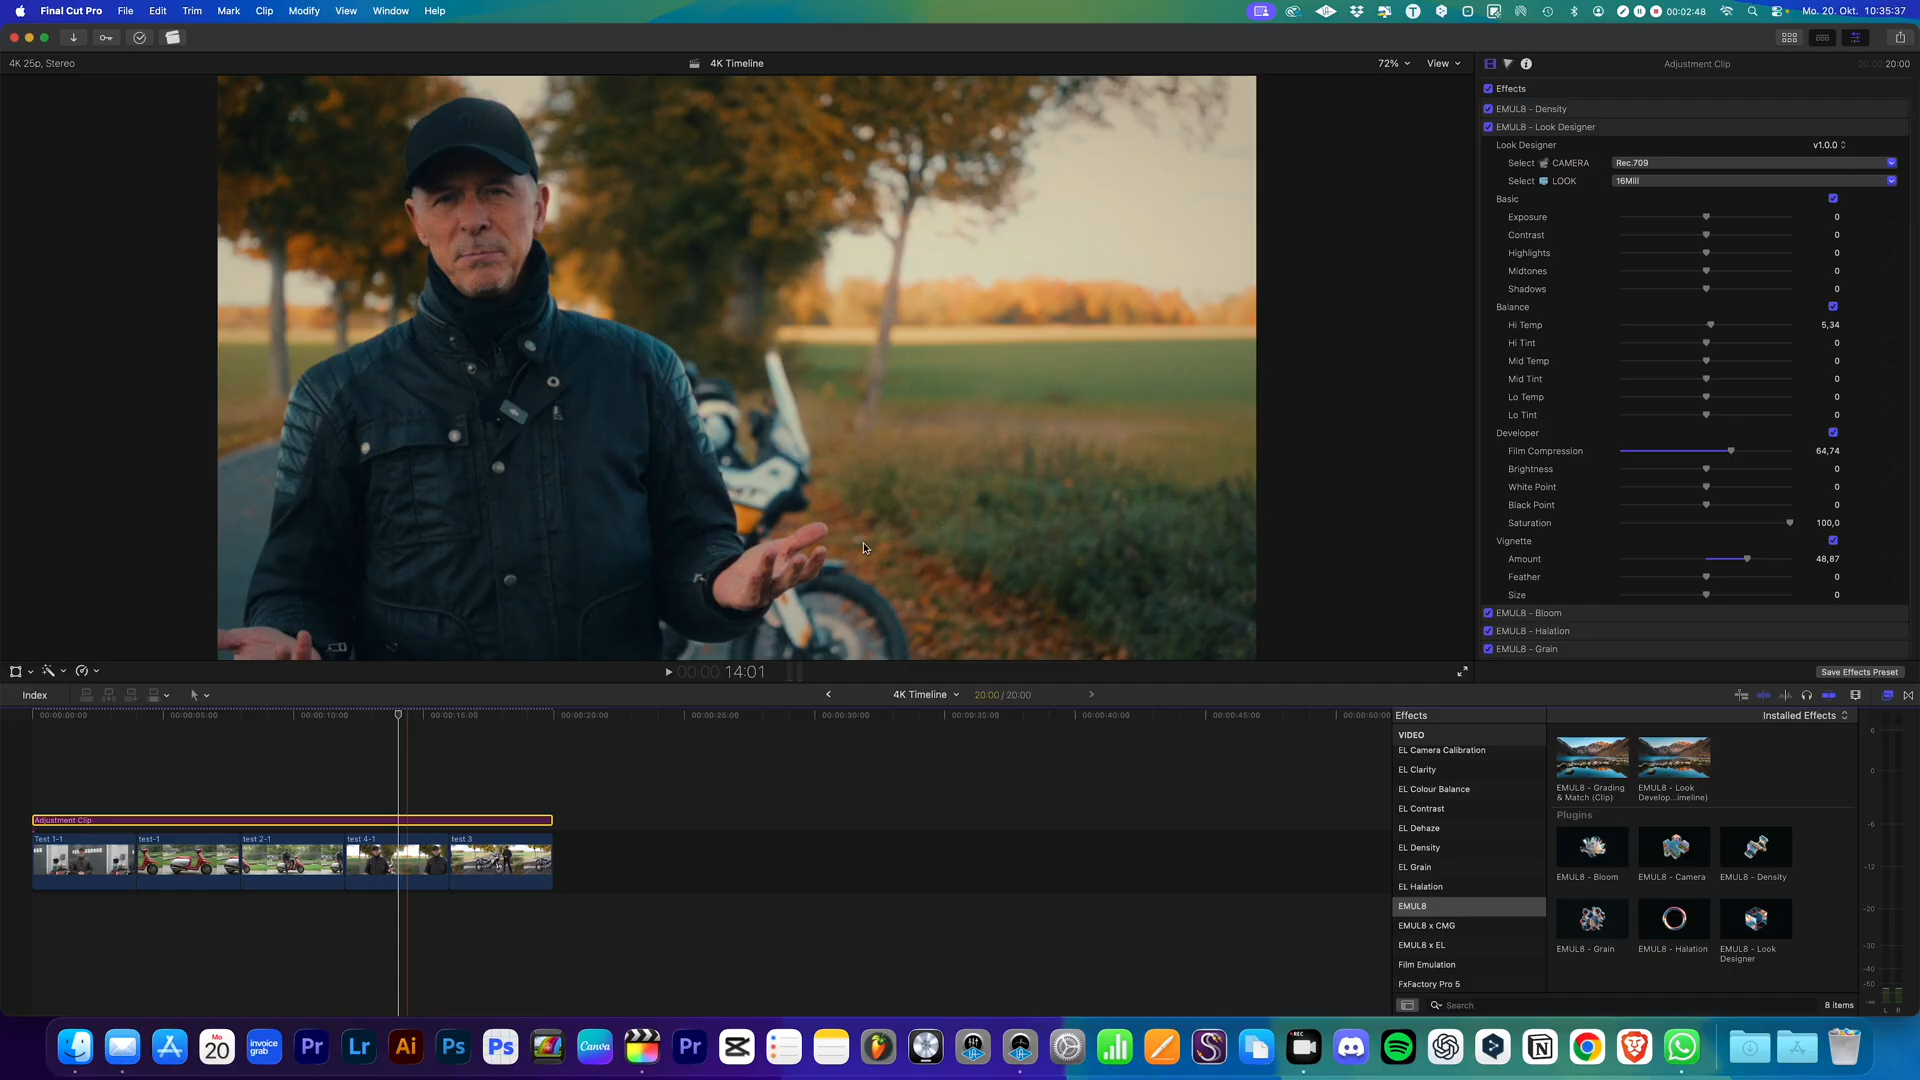 Final Cut Pro File Edit Trim Mark Clip Modify View Window Help
00:02:48 Mo. 20. Okt. 10:35:37
4K 25p, Stereo
4K Timeline
72% View
Adjustment Clip
20:00
Effects
EMUL8 - Density
EMUL8 - Look Designer
Look Designer v1.0.0
Select CAMERA Rec.709
Select LOOK 16Mill
Basic
Exposure 0
Contrast 0
Highlights 0
Midtones 0
Shadows 0
Balance
Hi Temp 5,34
Hi Tint 0
Mid Temp 0
Mid Tint 0
Lo Temp 0
Lo Tint 0
Developer
Film Compression 64,74
Brightness 0
White Point 0
Black Point 0
Saturation 100,0
Vignette
Amount 48,87
Feather 0
Size 0
EMUL8 - Bloom
EMUL8 - Halation
EMUL8 - Grain
Save Effects Preset
00:00:14:01
Index
4K Timeline 20:00 / 20:00
00:00:00:00 00:00:05:00 00:00:10:00 00:00:15:00 00:00:20:00 00:00:25:00 00:00:30:00 00:00:35:00 00:00:40:00 00:00:45:00 00:00:50:00
Adjustment Clip
Test 1-1 test-1 test 2-1 test 4-1 test 3
Effects
Installed Effects
VIDEO
EL Camera Calibration
EL Clarity
EL Colour Balance
EL Contrast
EL Dehaze
EL Density
EL Grain
EL Halation
EMUL8
EMUL8 x CMG
EMUL8 x EL
Film Emulation
FxFactory Pro 5
EMUL8 - Grading & Match (Clip)
EMUL8 - Look Develop...imeline)
Plugins
EMUL8 - Bloom
EMUL8 - Camera
EMUL8 - Density
EMUL8 - Grain
EMUL8 - Halation
EMUL8 - Look Designer
Search
8 items
6
0
-6
-12
-20
-30
-40
-50
-∞
L R
Mo
20
invoice
grab
Pr
Lr
Ai
Ps
Ps
Canva
Pr
REC